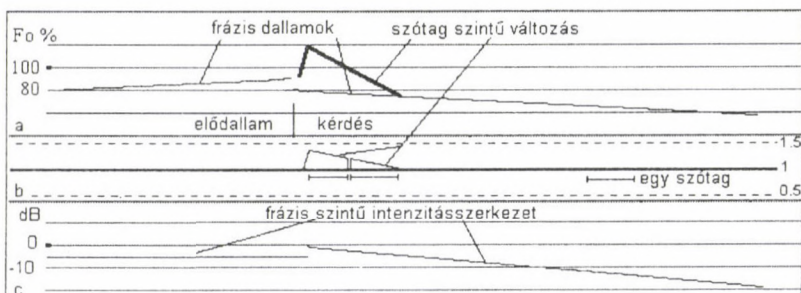 frázis dallamok szótag szintű változás
Fo %
100
80
elődallam kérdés
a
1.5
1
egy szótag
b
0.5
dB
frázis szintű intenzitásszerkezet
0
-10
c